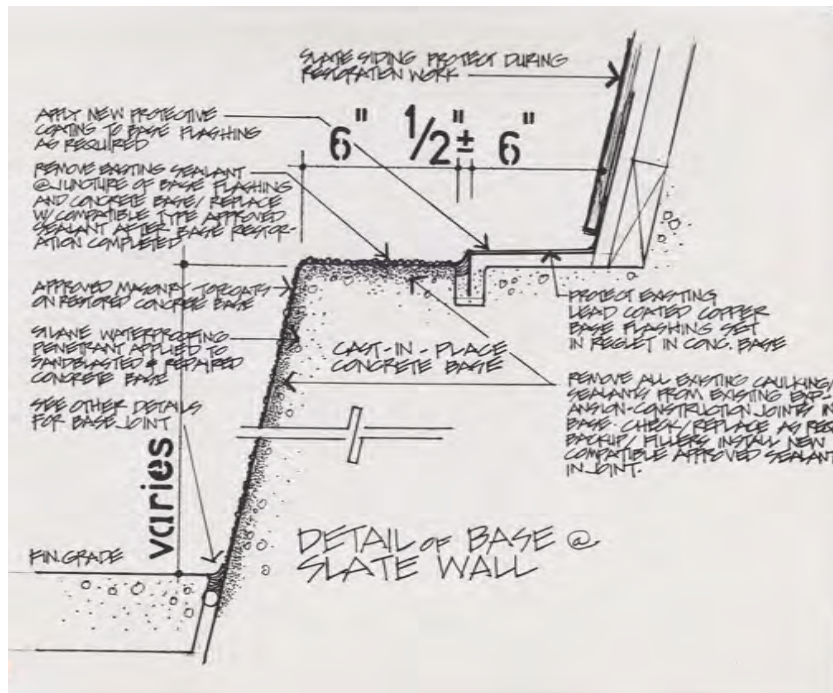 SLATE SIDING PROTECT DURING
RESTORATION WORK
APPLY NEW PROTECTIVE
COATING TO BASE FLASHING
AS REQUIRED
6" 1/2"± 6"
REMOVE EXISTING SEALANT
@ JUNCTURE OF BASE FLASHING
AND CONCRETE BASE/ REPLACE
W/ COMPATIBLE TYPE APPROVED
SEALANT AFTER BASE RESTOR-
ATION COMPLETED
APPROVED MASONRY TOPCOATS
ON RESTORED CONCRETE BASE
SILANE WATERPROOFING
PENETRANT APPLIED TO
SANDBLASTED & REPAIRED
CONCRETE BASE
SEE OTHER DETAILS
FOR BASE JOINT
varies
FIN. GRADE
CAST-IN-PLACE
CONCRETE BASE
PROTECT EXISTING
LEAD COATED COPPER
BASE FLASHING SET
IN REGLET IN CONC. BASE
REMOVE ALL EXISTING CAULKING/
SEALANTS FROM EXISTING EXP-
ANSION-CONSTRUCTION JOINTS IN
BASE. CHECK/REPLACE AS REQ
BACKUP/ FILLERS INSTALL NEW
COMPATIBLE APPROVED SEALANT
IN JOINT.
DETAIL OF BASE @
SLATE WALL